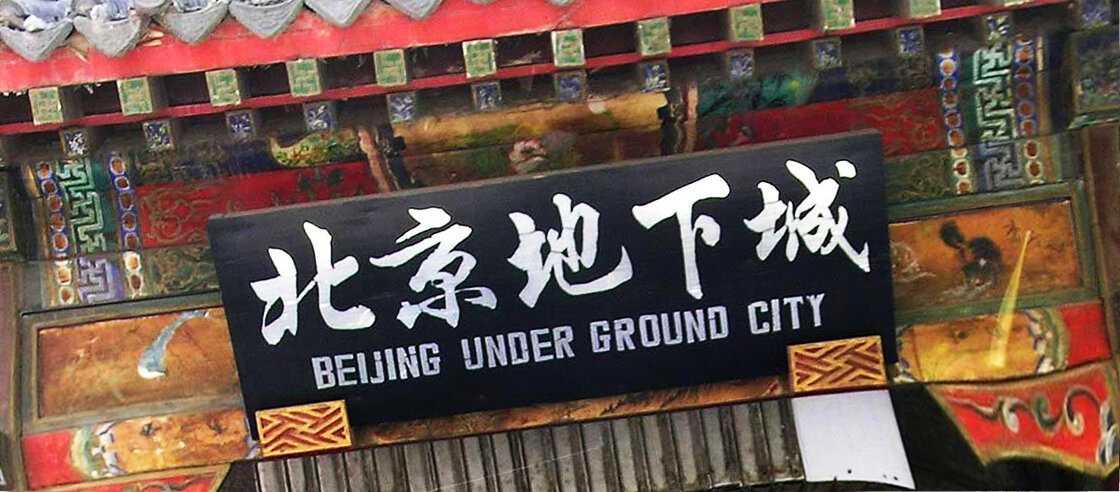 北京地下城
BEIJING UNDER GROUND CITY